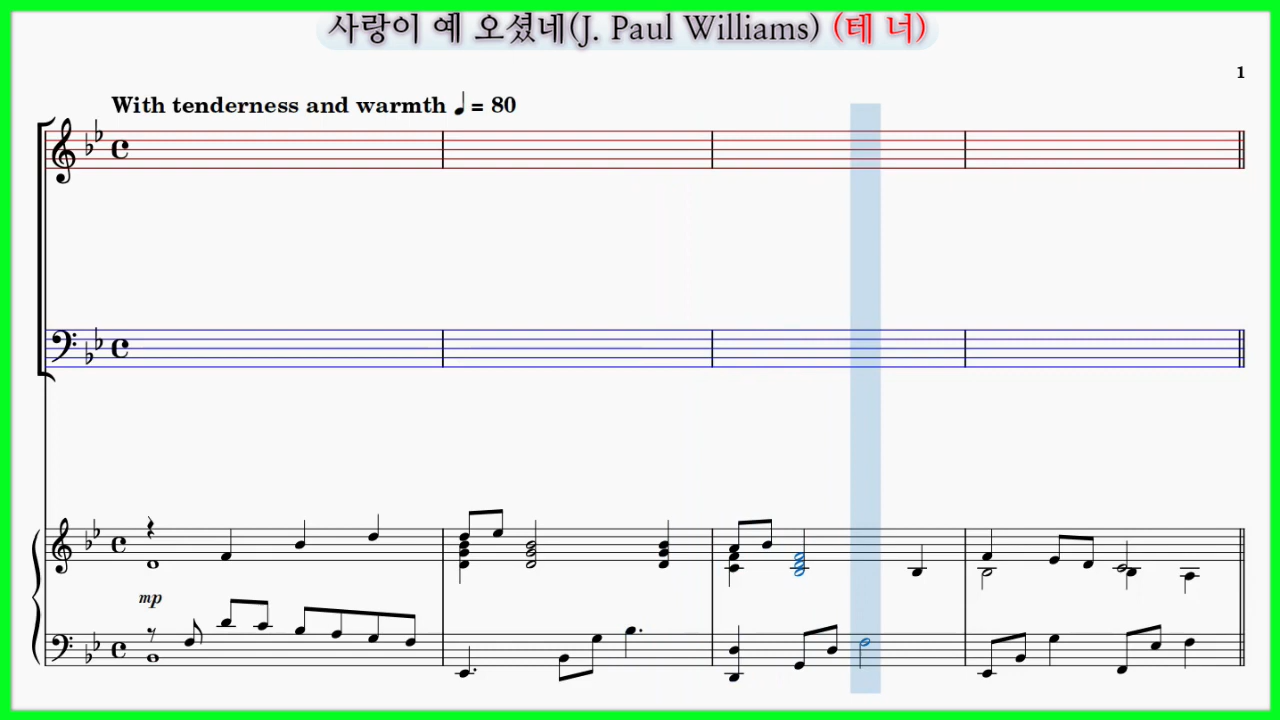 사랑이 예 오셨네(J. Paul Williams) (테 너)
1
With tenderness and warmth ♩= 80
mp